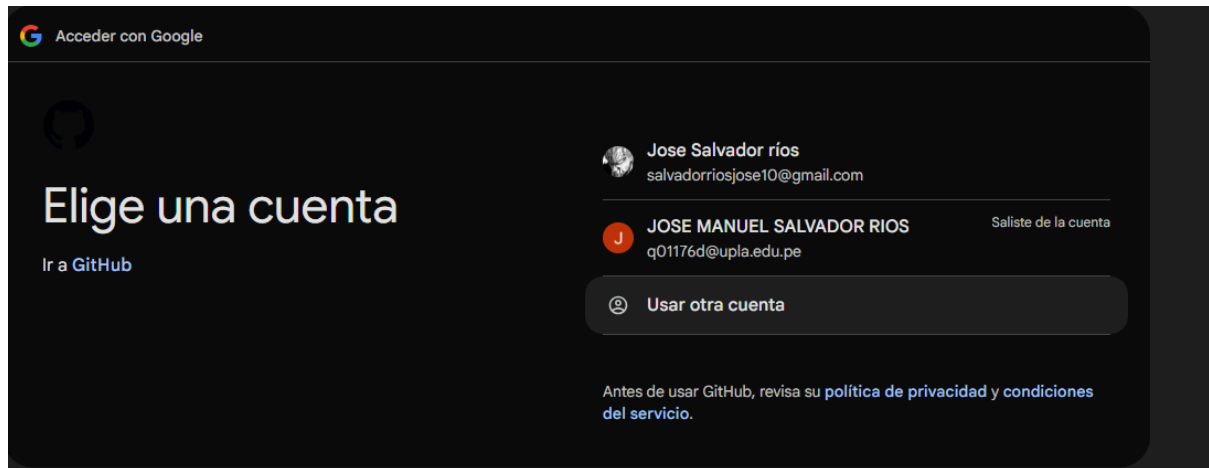 Acceder con Google
Elige una cuenta
Ir a GitHub
Jose Salvador ríos
salvadorriosjose10@gmail.com
JOSE MANUEL SALVADOR RIOS
Saliste de la cuenta
J
q01176d@upla.edu.pe
Usar otra cuenta
Antes de usar GitHub, revisa su política de privacidad y condiciones
del servicio.